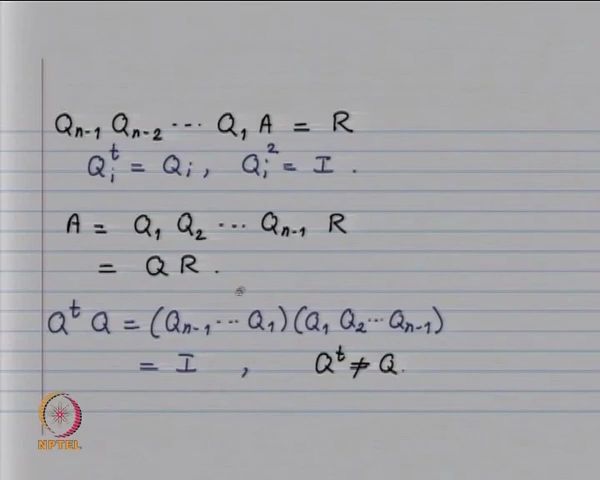 Qₙ₋₁ Qₙ₋₂ ⋯ Q₁ A = R
Qᵢᵗ = Qᵢ , Qᵢ² = I .
A = Q₁ Q₂ ⋯ Qₙ₋₁ R
= Q R .
Qᵗ Q = (Qₙ₋₁ ⋯ Q₁) (Q₁ Q₂ ⋯ Qₙ₋₁)
= I , Qᵗ ≠ Q.
NPTEL